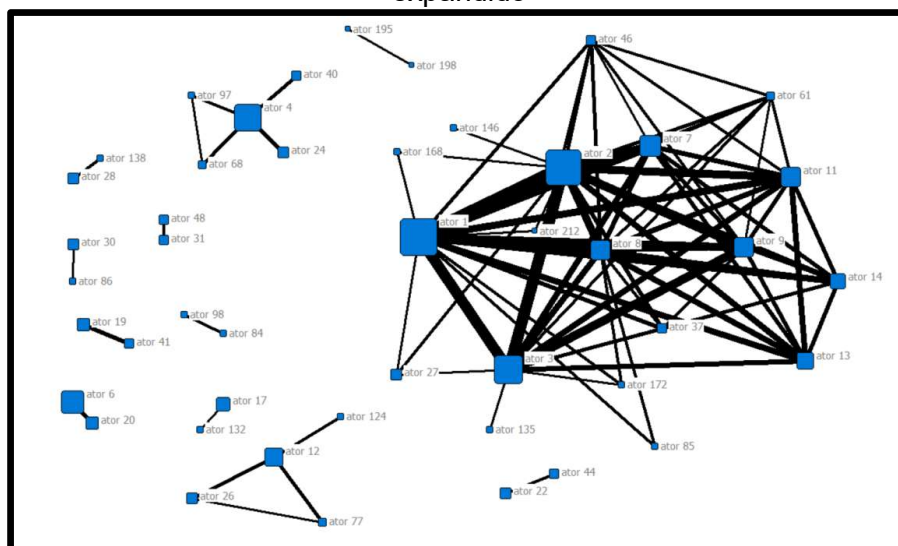 expandido
ator 195
ator 46
ator 198
ator 40
ator 97
ator 61
ator 4
ator 146
ator 7
ator 138
ator 68
ator 24
ator 168
ator 2
ator 28
ator 11
ator 48
ator 1
ator 212
ator 30
ator 31
ator 8
ator 9
ator 86
ator 14
ator 98
ator 19
ator 84
ator 37
ator 41
ator 3
ator 13
ator 27
ator 172
ator 6
ator 17
ator 20
ator 132
ator 124
ator 135
ator 85
ator 12
ator 44
ator 26
ator 22
ator 77